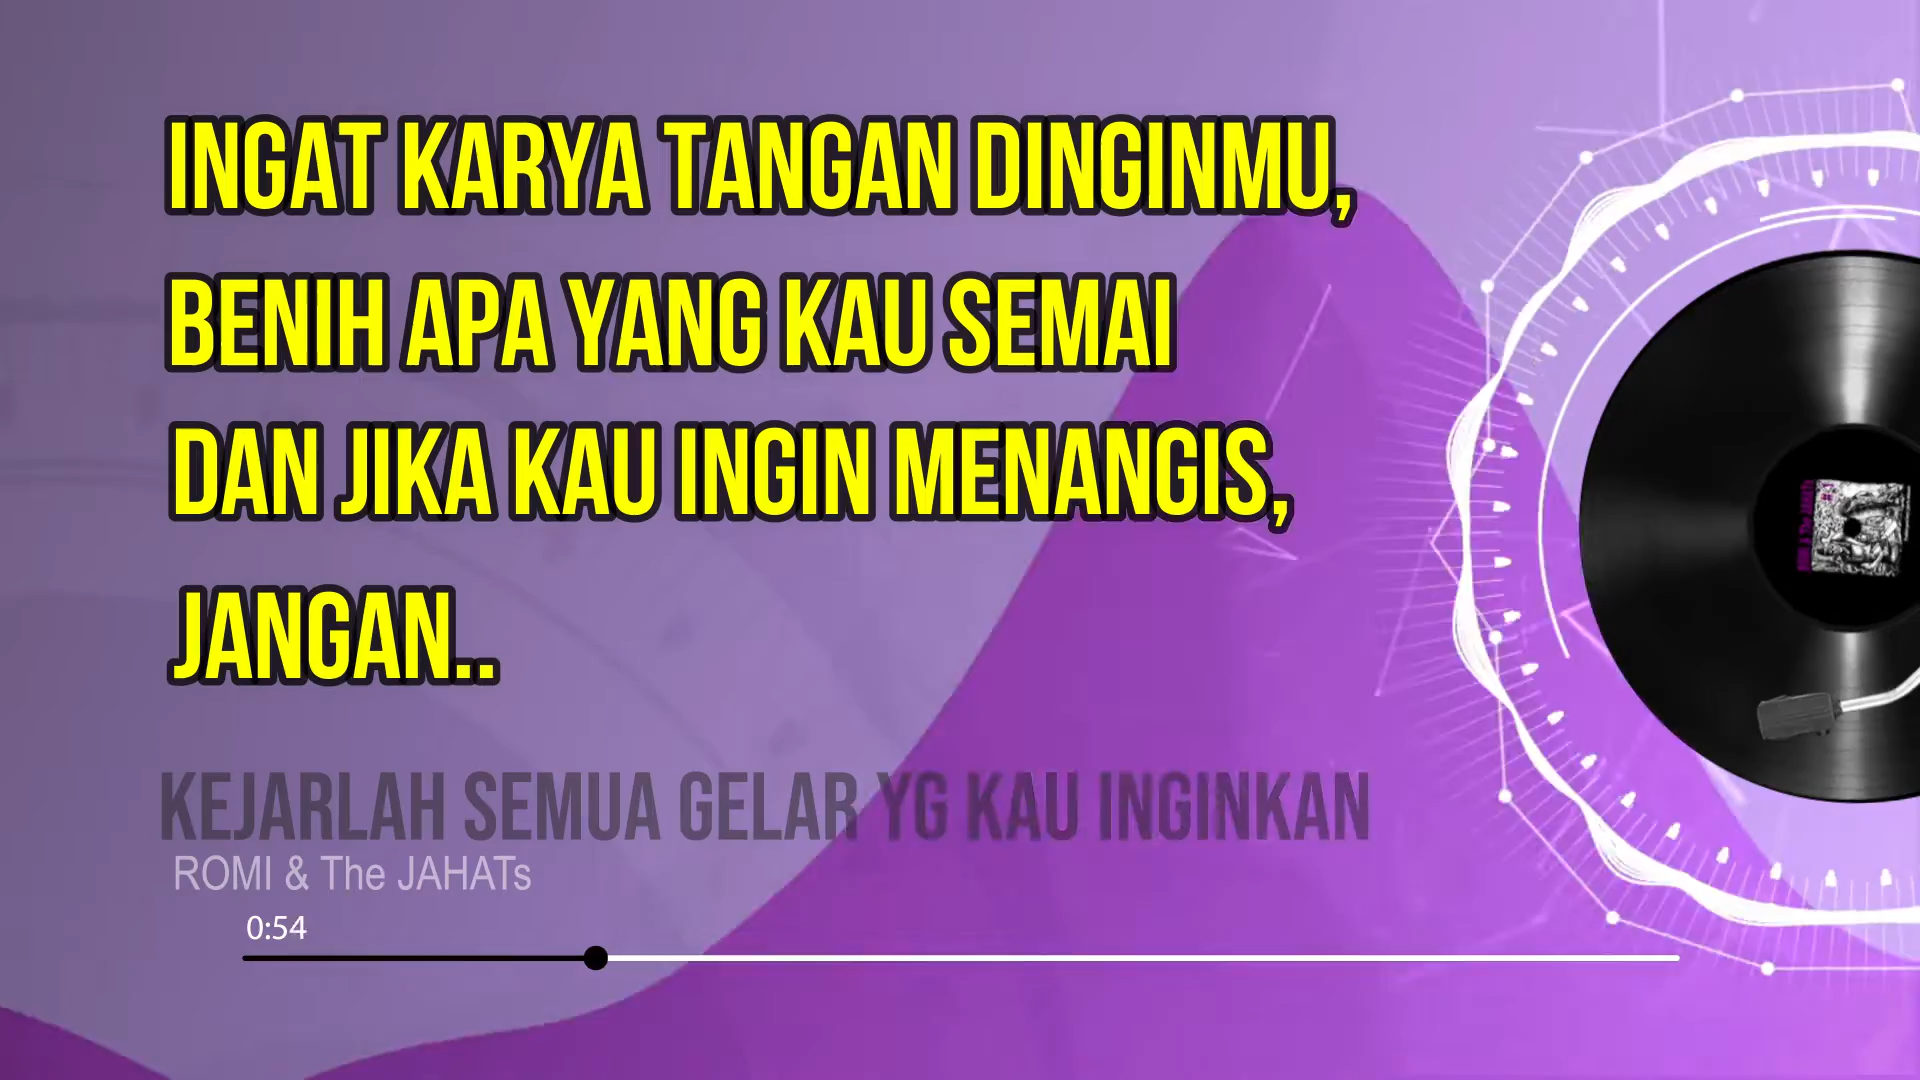 INGAT KARYA TANGAN DINGINMU,
BENIH APA YANG KAU SEMAI
DAN JIKA KAU INGIN MENANGIS,
JANGAN..
KEJARLAH SEMUA GELAR YG KAU INGINKAN
ROMI & The JAHATs
0:54